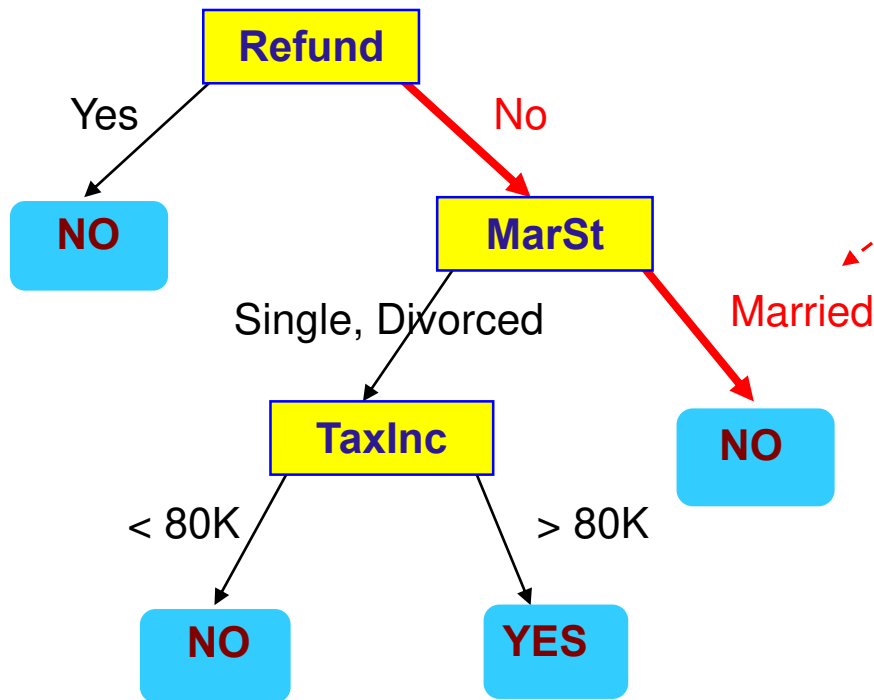 Refund
Yes
No
NO
MarSt
Single, Divorced
Married
TaxInc
NO
< 80K
> 80K
NO
YES